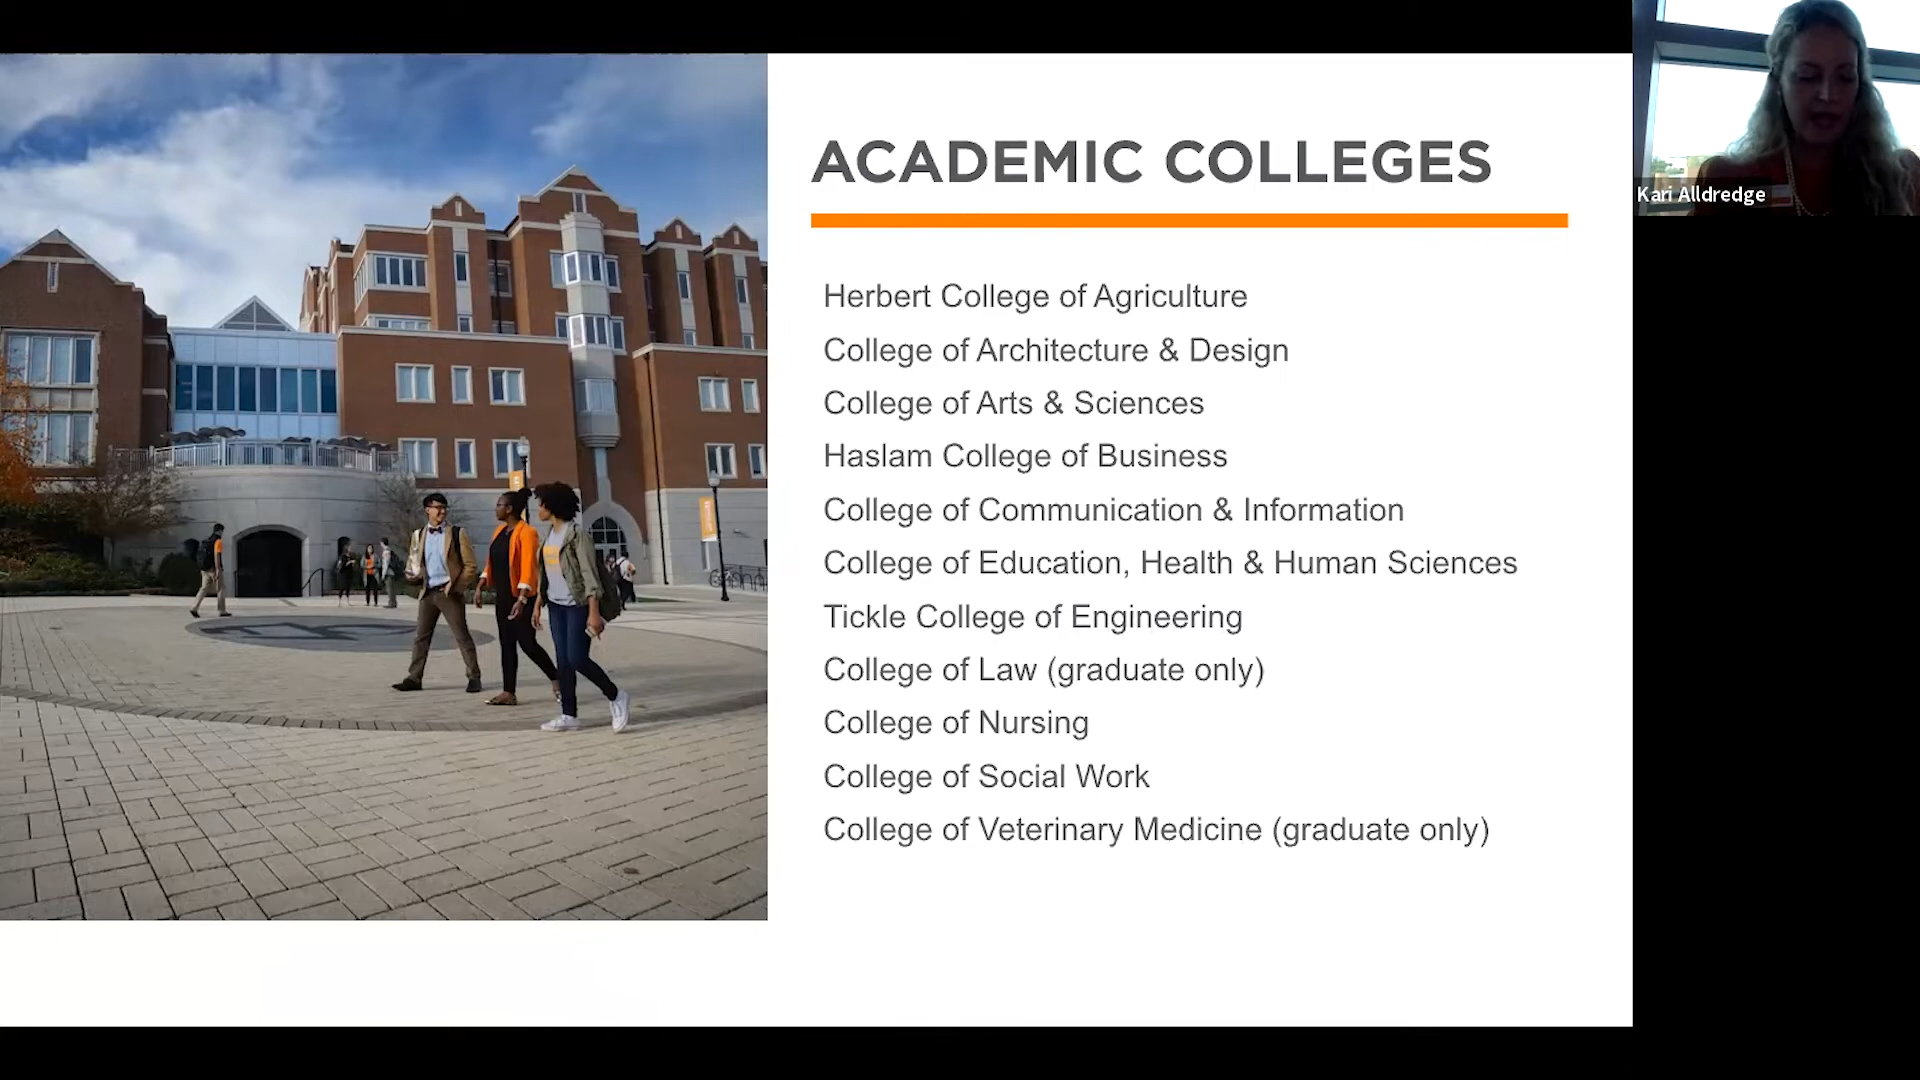 ACADEMIC COLLEGES
Herbert College of Agriculture
College of Architecture & Design
College of Arts & Sciences
Haslam College of Business
College of Communication & Information
College of Education, Health & Human Sciences
Tickle College of Engineering
College of Law (graduate only)
College of Nursing
College of Social Work
College of Veterinary Medicine (graduate only)
Kari Alldredge